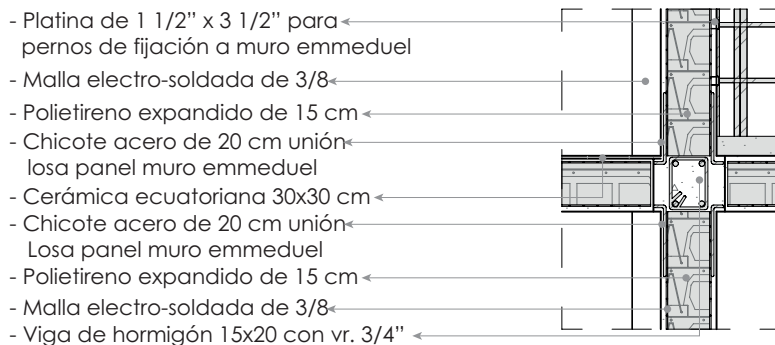 - Platina de 1 1/2” x 3 1/2” para
pernos de fijación a muro emmeduel
- Malla electro-soldada de 3/8
- Polietireno expandido de 15 cm
- Chicote acero de 20 cm unión
losa panel muro emmeduel
- Cerámica ecuatoriana 30x30 cm
- Chicote acero de 20 cm unión
Losa panel muro emmeduel
- Polietireno expandido de 15 cm
- Malla electro-soldada de 3/8
- Viga de hormigón 15x20 con vr. 3/4”